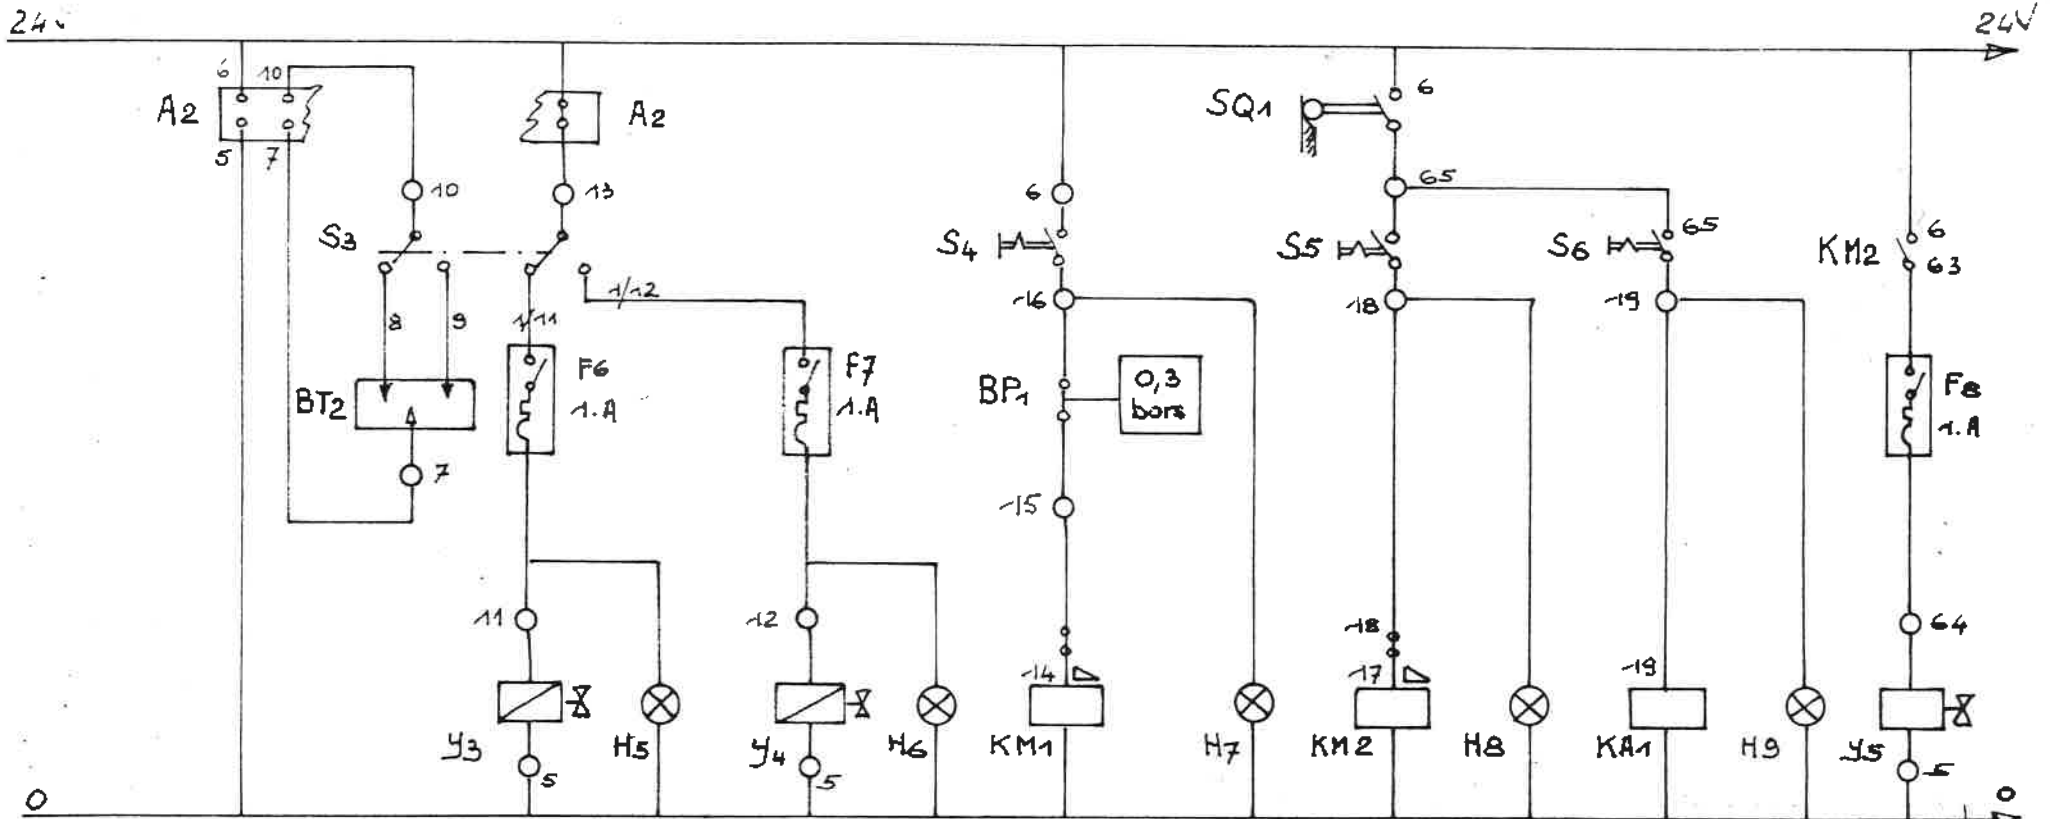 24v
24V
6
10
A2
5
7
A2
SQ1
6
10
13
6
65
S3
S4
S5
S6
65
KM2
6
63
8
9
1/11
1/12
16
18
19
BT2
F6
1.A
F7
1.A
BP1
0,3
bars
F8
1.A
7
15
11
12
18
64
14
17
19
Y3
H5
Y4
H6
KM1
H7
KM2
H8
KA1
H9
Y5
5
5
5
0
0